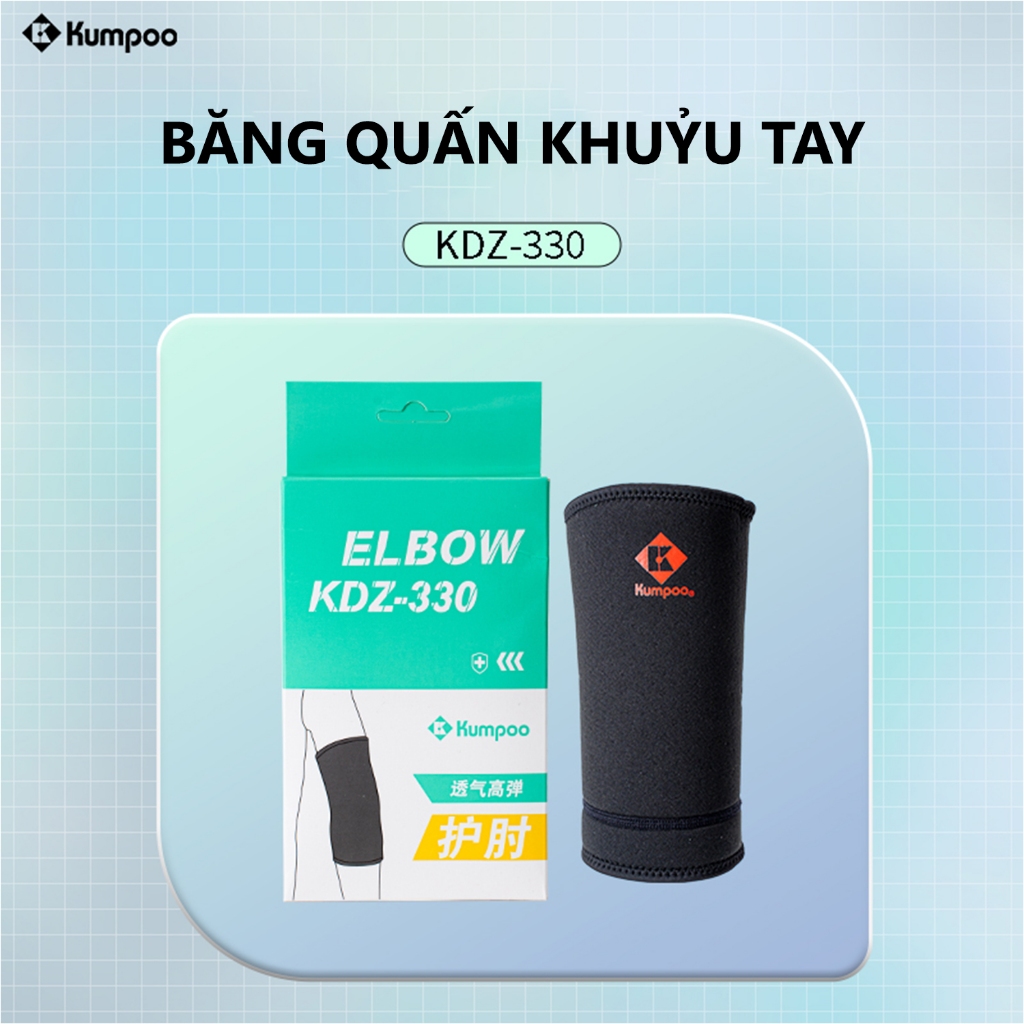 Kumpoo
BĂNG QUẤN KHUỶU TAY
KDZ-330
ELBOW
KDZ-330
Kumpoo
透气高弹
护肘
K
Kumpoo®